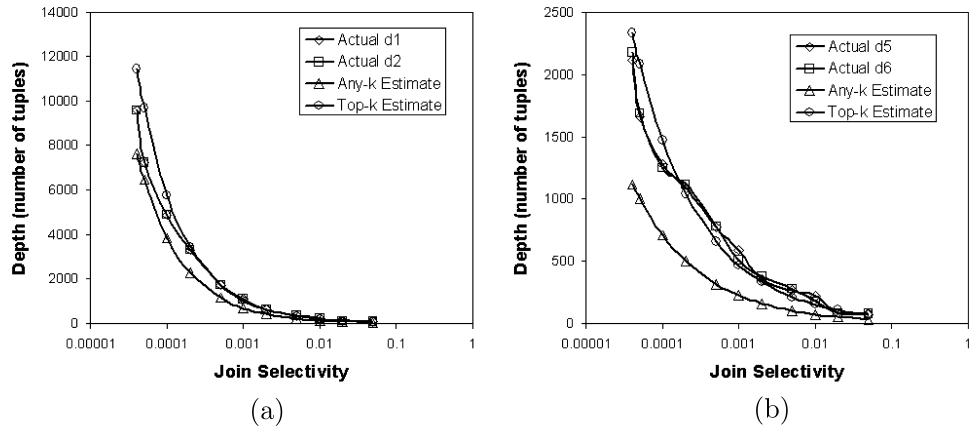 Depth (number of tuples)
14000
12000
10000
8000
6000
4000
2000
0
Actual d1
Actual d2
Any-k Estimate
Top-k Estimate
0.00001
0.0001
0.001
0.01
0.1
1
Join Selectivity
(a)
Depth (number of tuples)
2500
2000
1500
1000
500
0
Actual d5
Actual d6
Any-k Estimate
Top-k Estimate
0.00001
0.0001
0.001
0.01
0.1
1
Join Selectivity
(b)